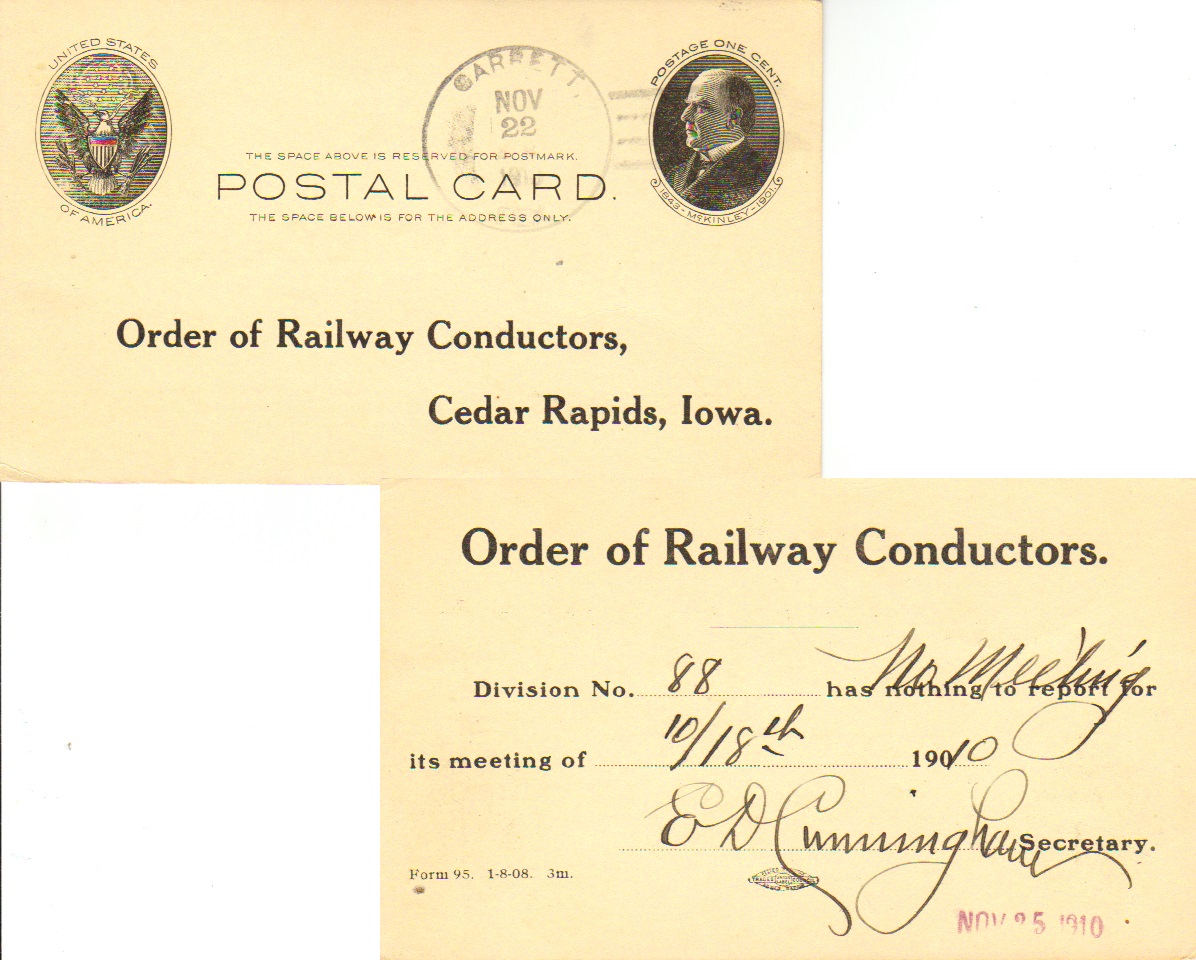 UNITED STATES
OF AMERICA.
GARRETT
NOV
22
POSTAGE ONE CENT.
1843-McKINLEY-1901.
THE SPACE ABOVE IS RESERVED FOR POSTMARK.
POSTAL CARD.
THE SPACE BELOW IS FOR THE ADDRESS ONLY.
Order of Railway Conductors,
Cedar Rapids, Iowa.
Order of Railway Conductors.
No Meeting
Division No. 88 has nothing to report for
its meeting of 10/18th 1910
E D Cunningham Secretary.
Form 95. 1-8-08. 3m.
NOV 25 1910